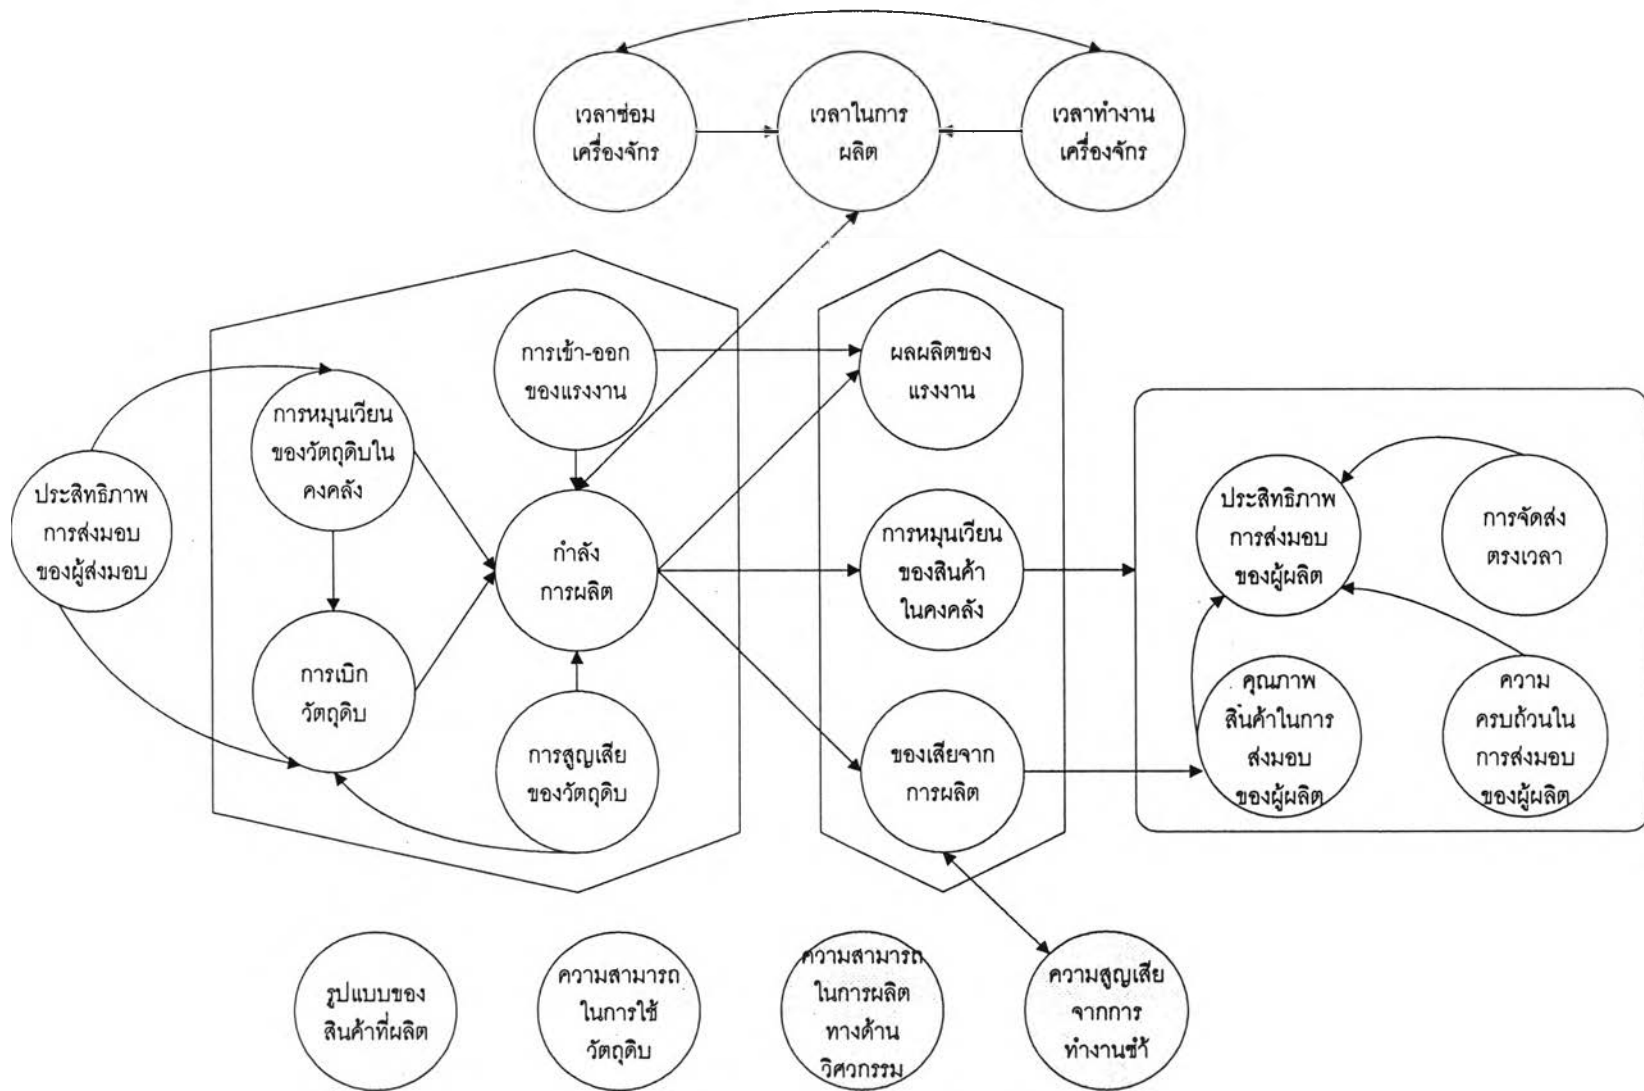 เวลาซ่อม
เครื่องจักร
เวลาในการ
ผลิต
เวลาทำงาน
เครื่องจักร
การเข้า-ออก
ของแรงงาน
ผลผลิตของ
แรงงาน
การหมุนเวียน
ของวัตถุดิบใน
คงคลัง
ประสิทธิภาพ
การส่งมอบ
ของผู้ส่งมอบ
กำลัง
การผลิต
การหมุนเวียน
ของสินค้า
ในคงคลัง
ประสิทธิภาพ
การส่งมอบ
ของผู้ผลิต
การจัดส่ง
ตรงเวลา
การเบิก
วัตถุดิบ
การสูญเสีย
ของวัตถุดิบ
ของเสียจาก
การผลิต
คุณภาพ
สินค้าในการ
ส่งมอบ
ของผู้ผลิต
ความ
ครบถ้วนใน
การส่งมอบ
ของผู้ผลิต
รูปแบบของ
สินค้าที่ผลิต
ความสามารถ
ในการใช้
วัตถุดิบ
ความสามารถ
ในการผลิต
ทางด้าน
วิศวกรรม
ความสูญเสีย
จากการ
ทำงานซ้ำ